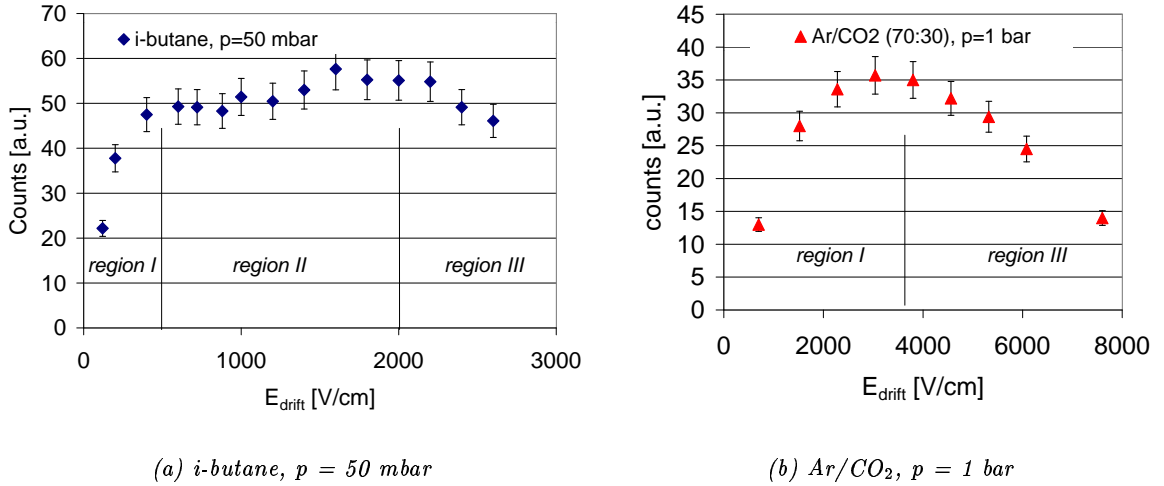 70
60
50
40
30
20
10
0
Counts [a.u.]
i-butane, p=50 mbar
region I
region II
region III
0
1000
2000
3000
E_drift [V/cm]
(a) i-butane, p = 50 mbar
45
40
35
30
25
20
15
10
5
0
counts [a.u.]
Ar/CO2 (70:30), p=1 bar
region I
region III
0
2000
4000
6000
8000
E_drift [V/cm]
(b) Ar/CO₂, p = 1 bar